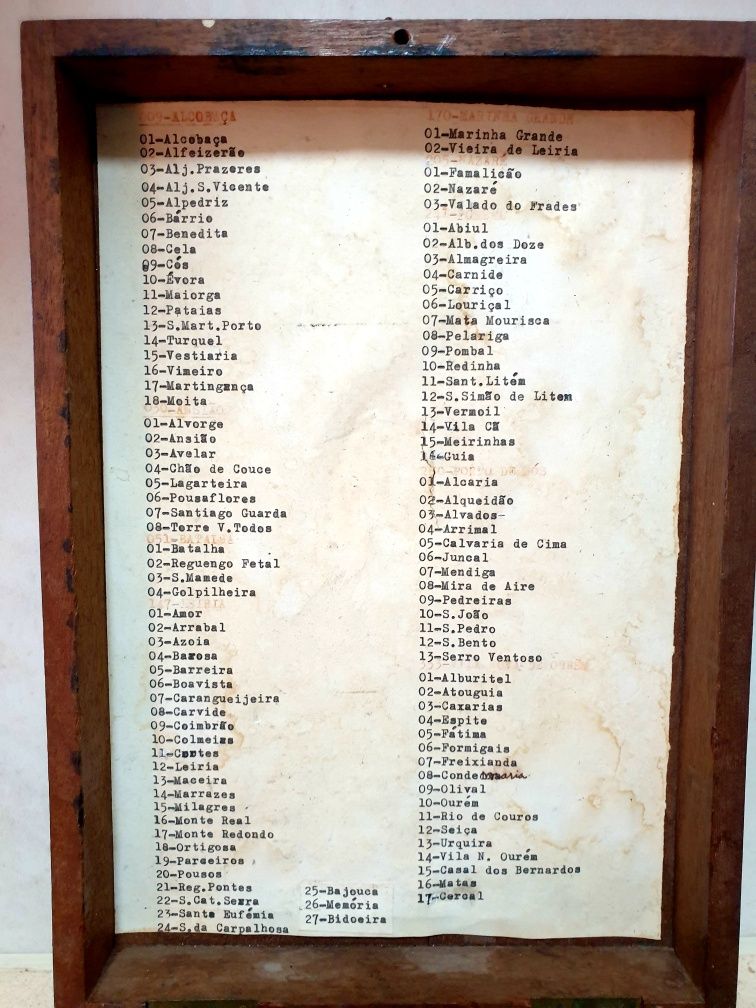 009-ALCOBAÇA
01-Alcobaça
02-Alfeizerão
03-Alj.Prazeres
04-Alj.S.Vicente
05-Alpedriz
06-Bárrio
07-Benedita
08-Cela
09-Cós
10-Évora
11-Maiorga
12-Pataias
13-S.Mart.Porto
14-Turquel
15-Vestiaria
16-Vimeiro
17-Martingança
18-Moita
01-Alvorge
02-Ansião
03-Avelar
04-Chão de Couce
05-Lagarteira
06-Pousaflores
07-Santiago Guarda
08-Torre V.Todos
051-BATALHA
01-Batalha
02-Reguengo Fetal
03-S.Mamede
04-Golpilheira
01-Amor
02-Arrabal
03-Azoia
04-Barosa
05-Barreira
06-Boavista
07-Carangueijeira
08-Carvide
09-Coimbrão
10-Colmeias
11-Cortes
12-Leiria
13-Maceira
14-Marrazes
15-Milagres
16-Monte Real
17-Monte Redondo
18-Ortigosa
19-Parceiros
20-Pousos
21-Reg.Pontes
22-S.Cat.Serra
23-Santa Eufémia
24-S.da Carpalhosa
25-Bajouca
26-Memória
27-Bidoeira
170-MARINHA GRANDE
01-Marinha Grande
02-Vieira de Leiria
01-Famalicão
02-Nazaré
03-Valado do Frades
01-Abiul
02-Alb.dos Doze
03-Almagreira
04-Carnide
05-Carriço
06-Louriçal
07-Mata Mourisca
08-Pelariga
09-Pombal
10-Redinha
11-Sant.Litém
12-S.Simão de Litem
13-Vermoil
14-Vila Cã
15-Meirinhas
16-Guia
01-Alcaria
02-Alqueidão
03-Alvados-
04-Arrimal
05-Calvaria de Cima
06-Juncal
07-Mendiga
08-Mira de Aire
09-Pedreiras
10-S.João
11-S.Pedro
12-S.Bento
13-Serro Ventoso
01-Alburitel
02-Atouguia
03-Caxarias
04-Espite
05-Fátima
06-Formigais
07-Freixianda
09-Olival
10-Ourém
11-Rio de Couros
12-Seiça
13-Urquira
14-Vila N. Ourém
15-Casal dos Bernardos
16-Matas
17-Cercal